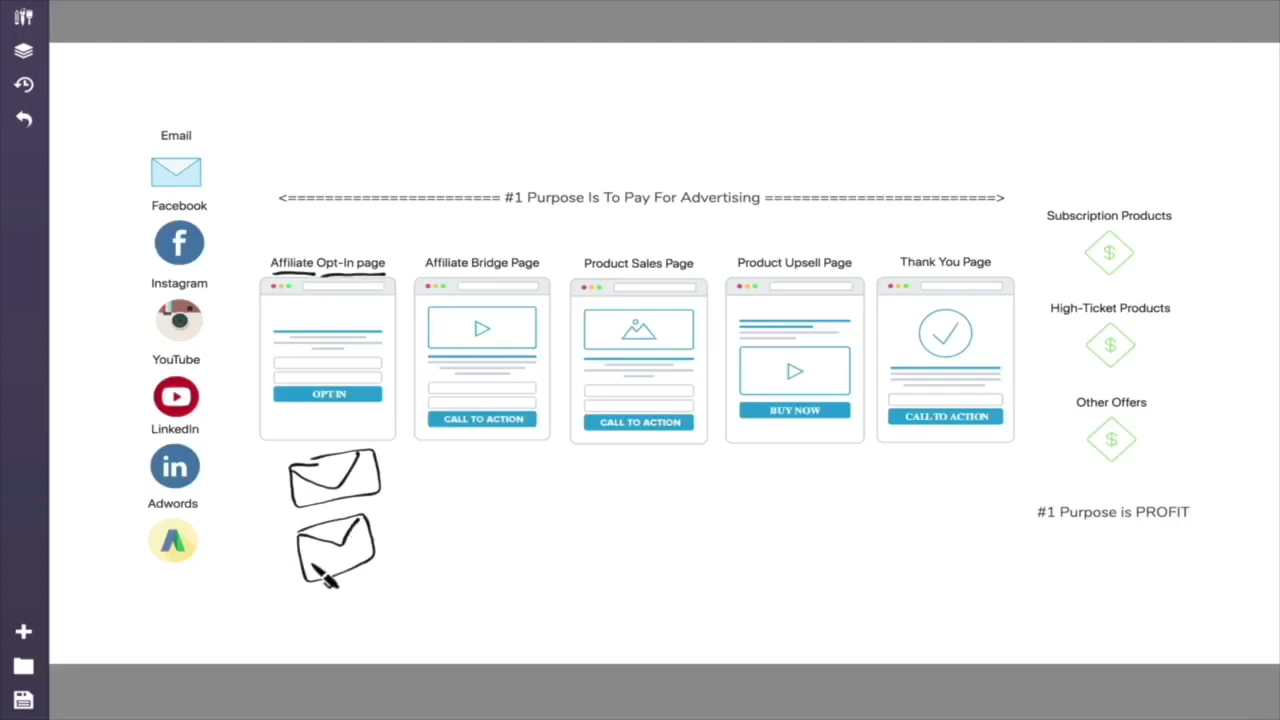 Email
Facebook
Instagram
YouTube
LinkedIn
in
Adwords
<======================== #1 Purpose Is To Pay For Advertising =========================>
Affiliate Opt-In page
OPT IN
Affiliate Bridge Page
CALL TO ACTION
Product Sales Page
CALL TO ACTION
Product Upsell Page
BUY NOW
Thank You Page
CALL TO ACTION
Subscription Products
$
High-Ticket Products
$
Other Offers
$
#1 Purpose is PROFIT